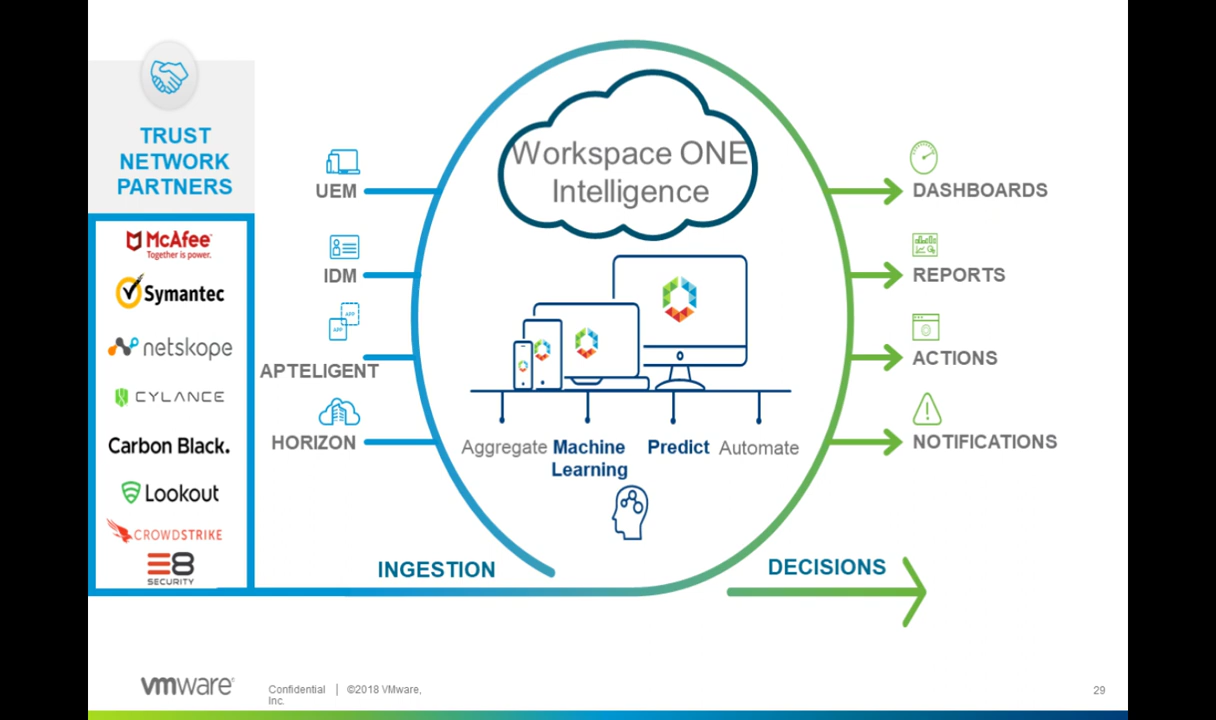 TRUST
NETWORK
PARTNERS
McAfee
Together is power.
Symantec
netskope
CYLANCE
Carbon Black.
Lookout
CROWDSTRIKE
E8
SECURITY
UEM
IDM
APP
APP
APTELIGENT
HORIZON
Workspace ONE
Intelligence
Aggregate
Machine
Learning
Predict
Automate
DASHBOARDS
REPORTS
ACTIONS
NOTIFICATIONS
INGESTION
DECISIONS
vmware
Confidential | ©2018 VMware,
Inc.
29